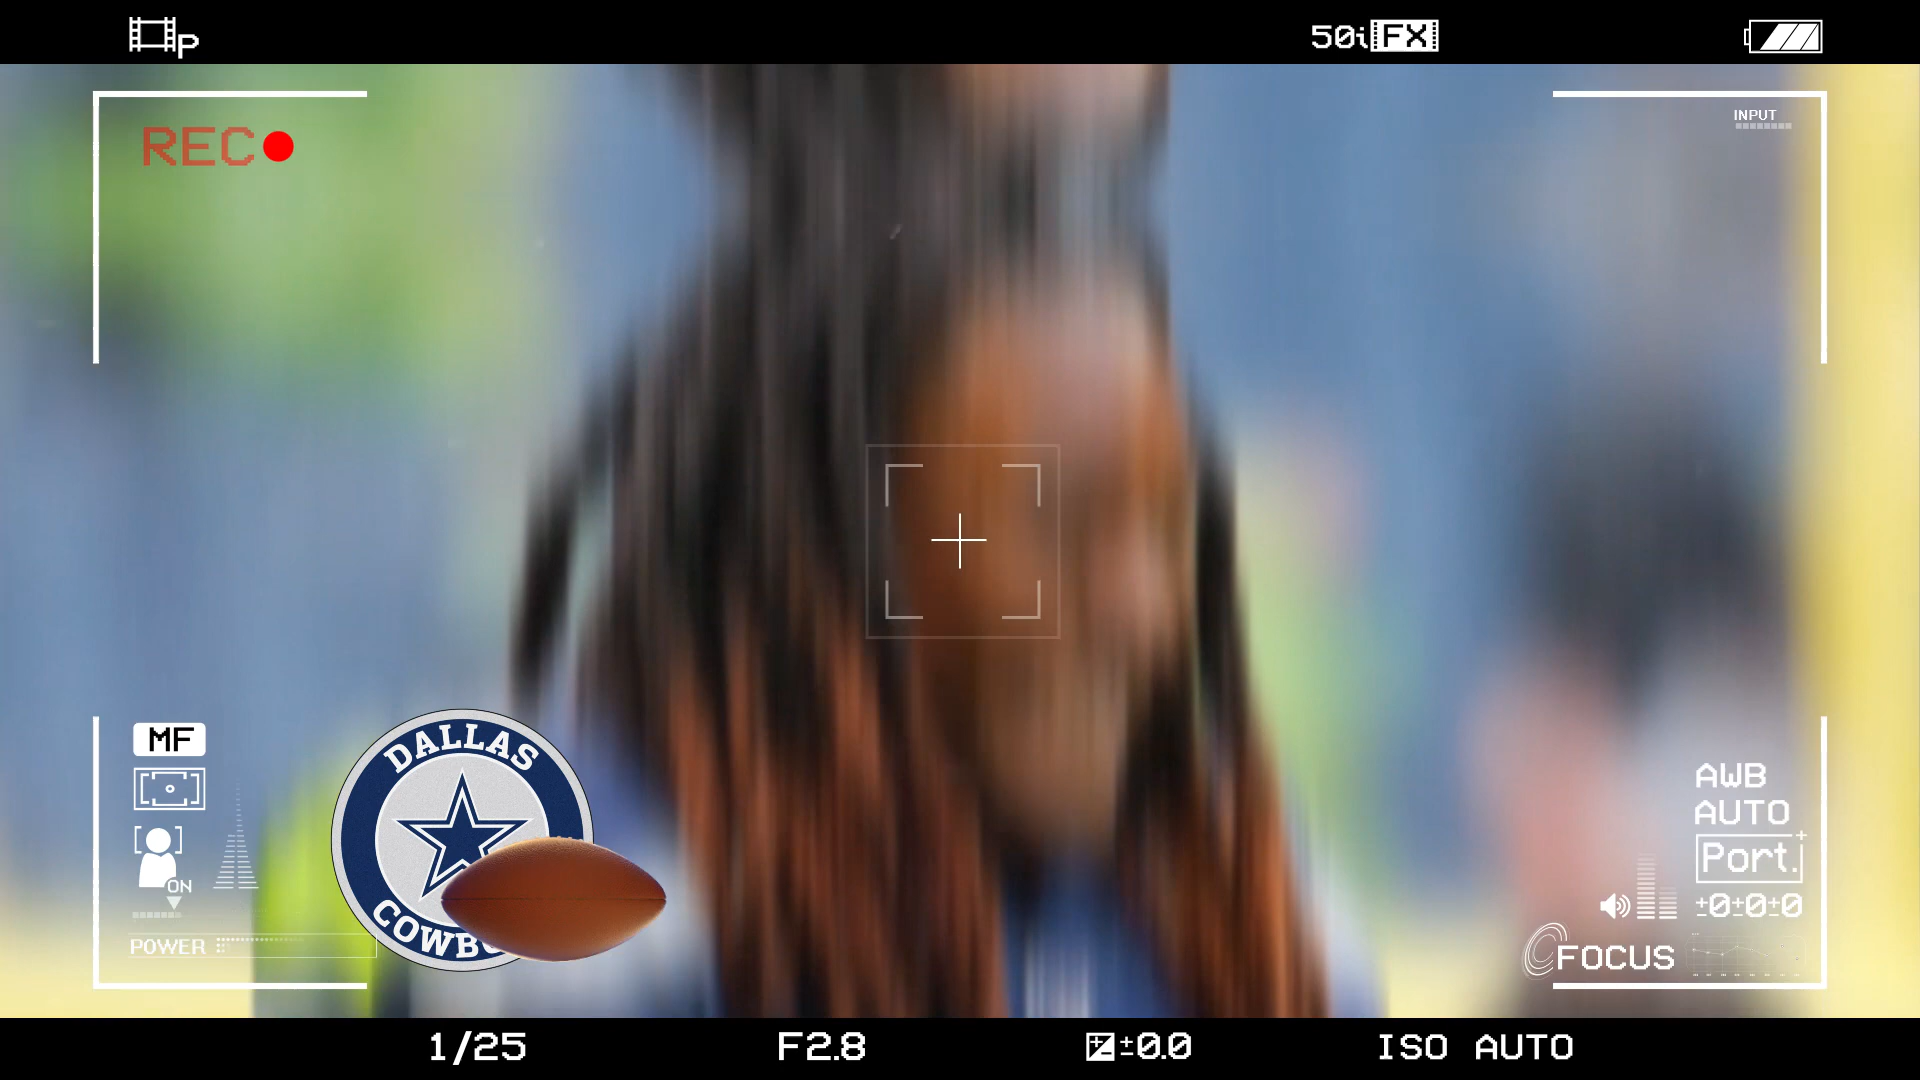 P
50i FX
REC
INPUT
MF
ON
POWER
DALLAS
COWB
AWB
AUTO
Port.
±0±0±0
FOCUS
1/25
F2.8
±0.0
ISO AUTO